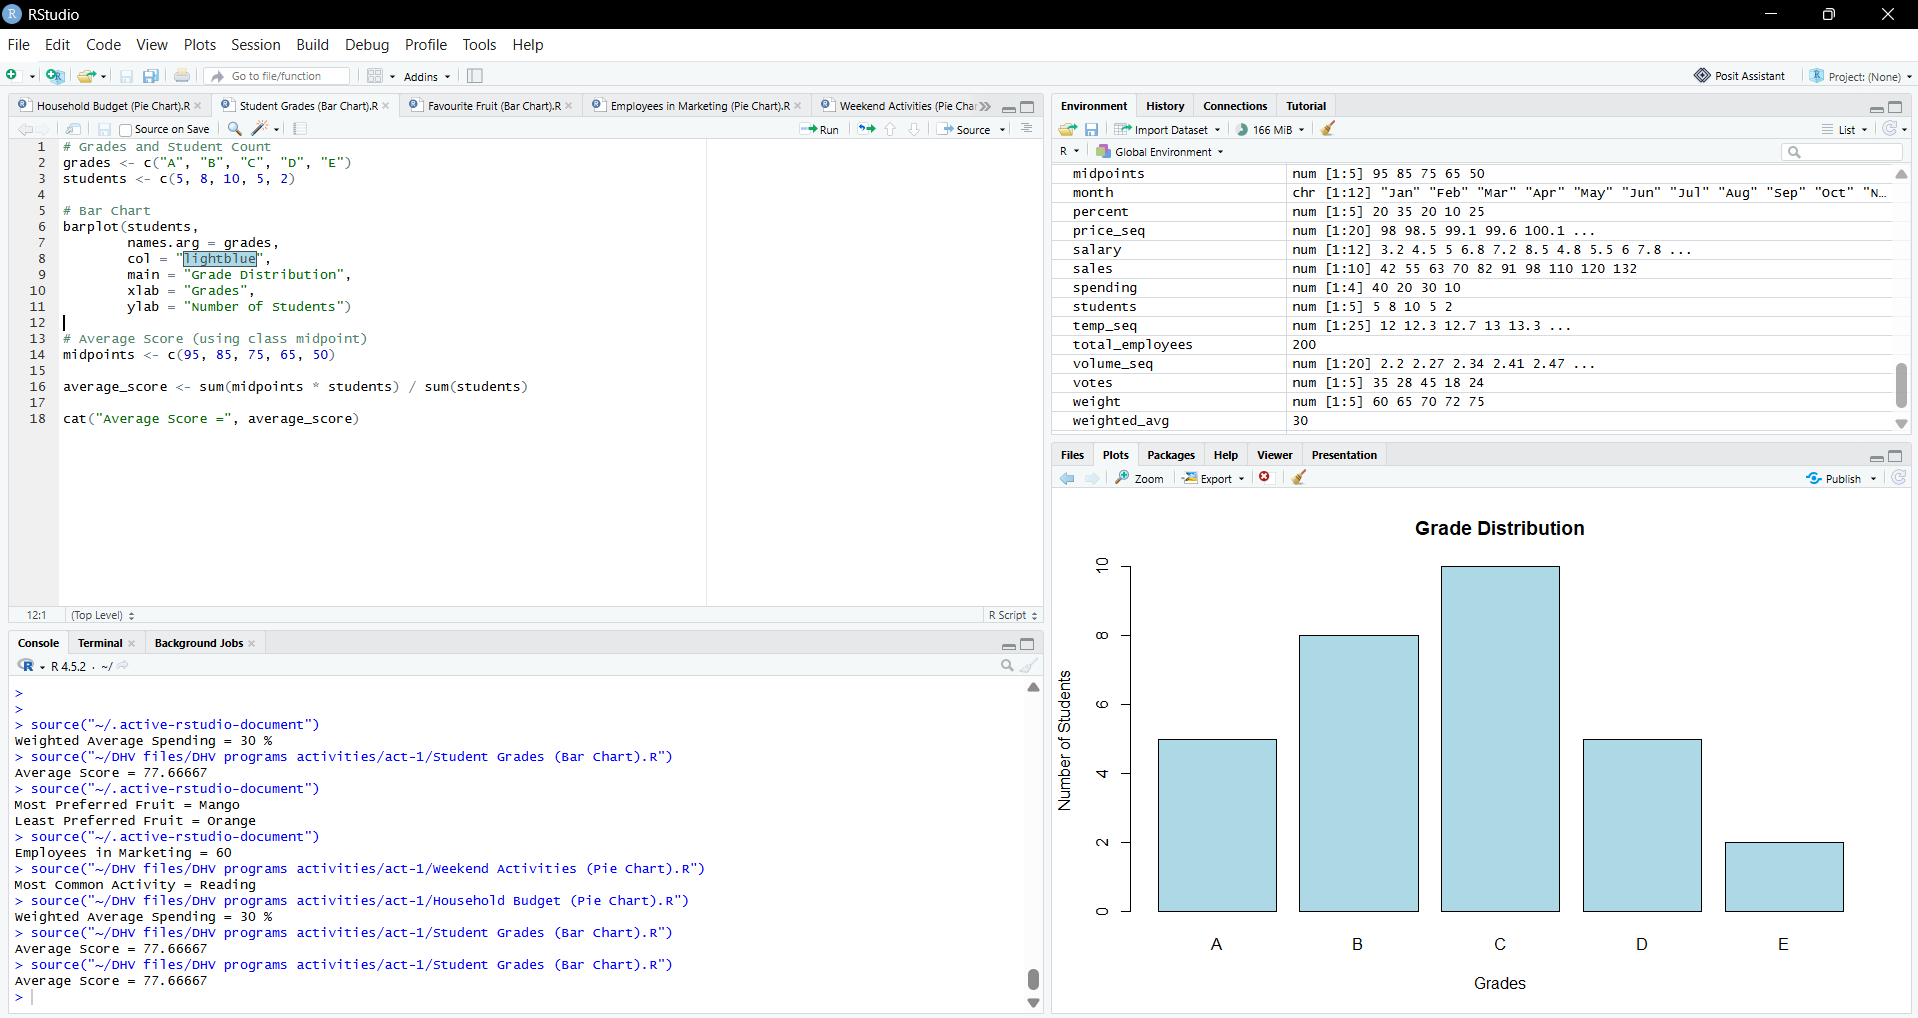 RStudio
File Edit Code View Plots Session Build Debug Profile Tools Help
Go to file/function Addins Posit Assistant Project: (None)
Household Budget (Pie Chart).R Student Grades (Bar Chart).R Favourite Fruit (Bar Chart).R Employees in Marketing (Pie Chart).R Weekend Activities (Pie Char
Source on Save Run Source
1 # Grades and Student Count
2 grades <- c("A", "B", "C", "D", "E")
3 students <- c(5, 8, 10, 5, 2)
4
5 # Bar Chart
6 barplot(students,
7 names.arg = grades,
8 col = "lightblue",
9 main = "Grade Distribution",
10 xlab = "Grades",
11 ylab = "Number of Students")
12
13 # Average Score (using class midpoint)
14 midpoints <- c(95, 85, 75, 65, 50)
15
16 average_score <- sum(midpoints * students) / sum(students)
17
18 cat("Average Score =", average_score)
12:1 (Top Level) R Script
Console Terminal Background Jobs
R R 4.5.2 · ~/
>
>
> source("~/.active-rstudio-document")
Weighted Average Spending = 30 %
> source("~/DHV files/DHV programs activities/act-1/Student Grades (Bar Chart).R")
Average Score = 77.66667
> source("~/.active-rstudio-document")
Most Preferred Fruit = Mango
Least Preferred Fruit = Orange
> source("~/.active-rstudio-document")
Employees in Marketing = 60
> source("~/DHV files/DHV programs activities/act-1/Weekend Activities (Pie Chart).R")
Most Common Activity = Reading
> source("~/DHV files/DHV programs activities/act-1/Household Budget (Pie Chart).R")
Weighted Average Spending = 30 %
> source("~/DHV files/DHV programs activities/act-1/Student Grades (Bar Chart).R")
Average Score = 77.66667
> source("~/DHV files/DHV programs activities/act-1/Student Grades (Bar Chart).R")
Average Score = 77.66667
>
Environment History Connections Tutorial
Import Dataset 166 MiB List
R Global Environment
midpoints num [1:5] 95 85 75 65 50
month chr [1:12] "Jan" "Feb" "Mar" "Apr" "May" "Jun" "Jul" "Aug" "Sep" "Oct" "N…
percent num [1:5] 20 35 20 10 25
price_seq num [1:20] 98 98.5 99.1 99.6 100.1 ...
salary num [1:12] 3.2 4.5 5 6.8 7.2 8.5 4.8 5.5 6 7.8 ...
sales num [1:10] 42 55 63 70 82 91 98 110 120 132
spending num [1:4] 40 20 30 10
students num [1:5] 5 8 10 5 2
temp_seq num [1:25] 12 12.3 12.7 13 13.3 ...
total_employees 200
volume_seq num [1:20] 2.2 2.27 2.34 2.41 2.47 ...
votes num [1:5] 35 28 45 18 24
weight num [1:5] 60 65 70 72 75
weighted_avg 30
Files Plots Packages Help Viewer Presentation
Zoom Export Publish
Grade Distribution
Number of Students
10
8
6
4
2
0
A B C D E
Grades